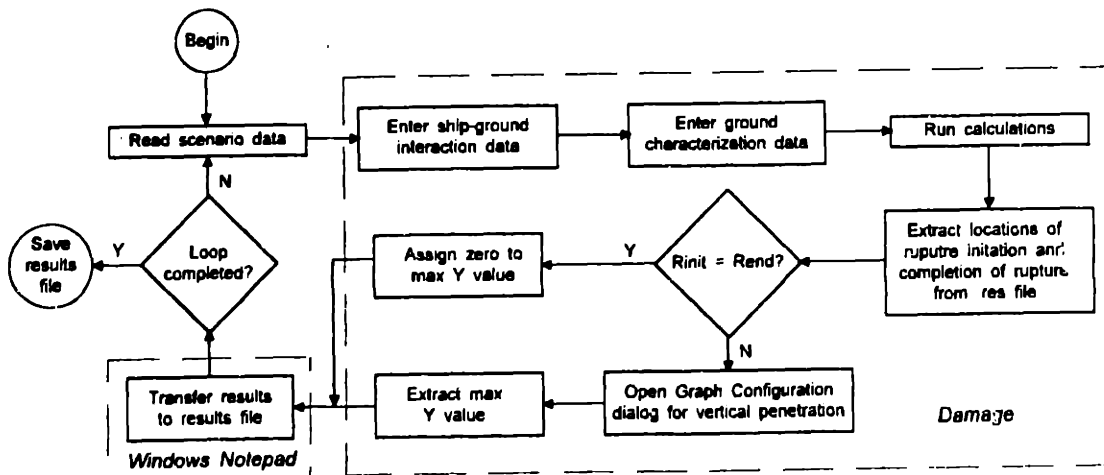 Begin
Read scenario data
Enter ship-ground
interaction data
Enter ground
characterization data
Run calculations
N
Save
results
file
Y
Loop
completed?
Assign zero to
max Y value
Y
Rinit = Rend?
Extract locations of
ruputre initation and
completion of rupture
from .res file
N
Transfer results
to results file
Extract max
Y value
Open Graph Configuration
dialog for vertical penetration
Damage
Windows Notepad